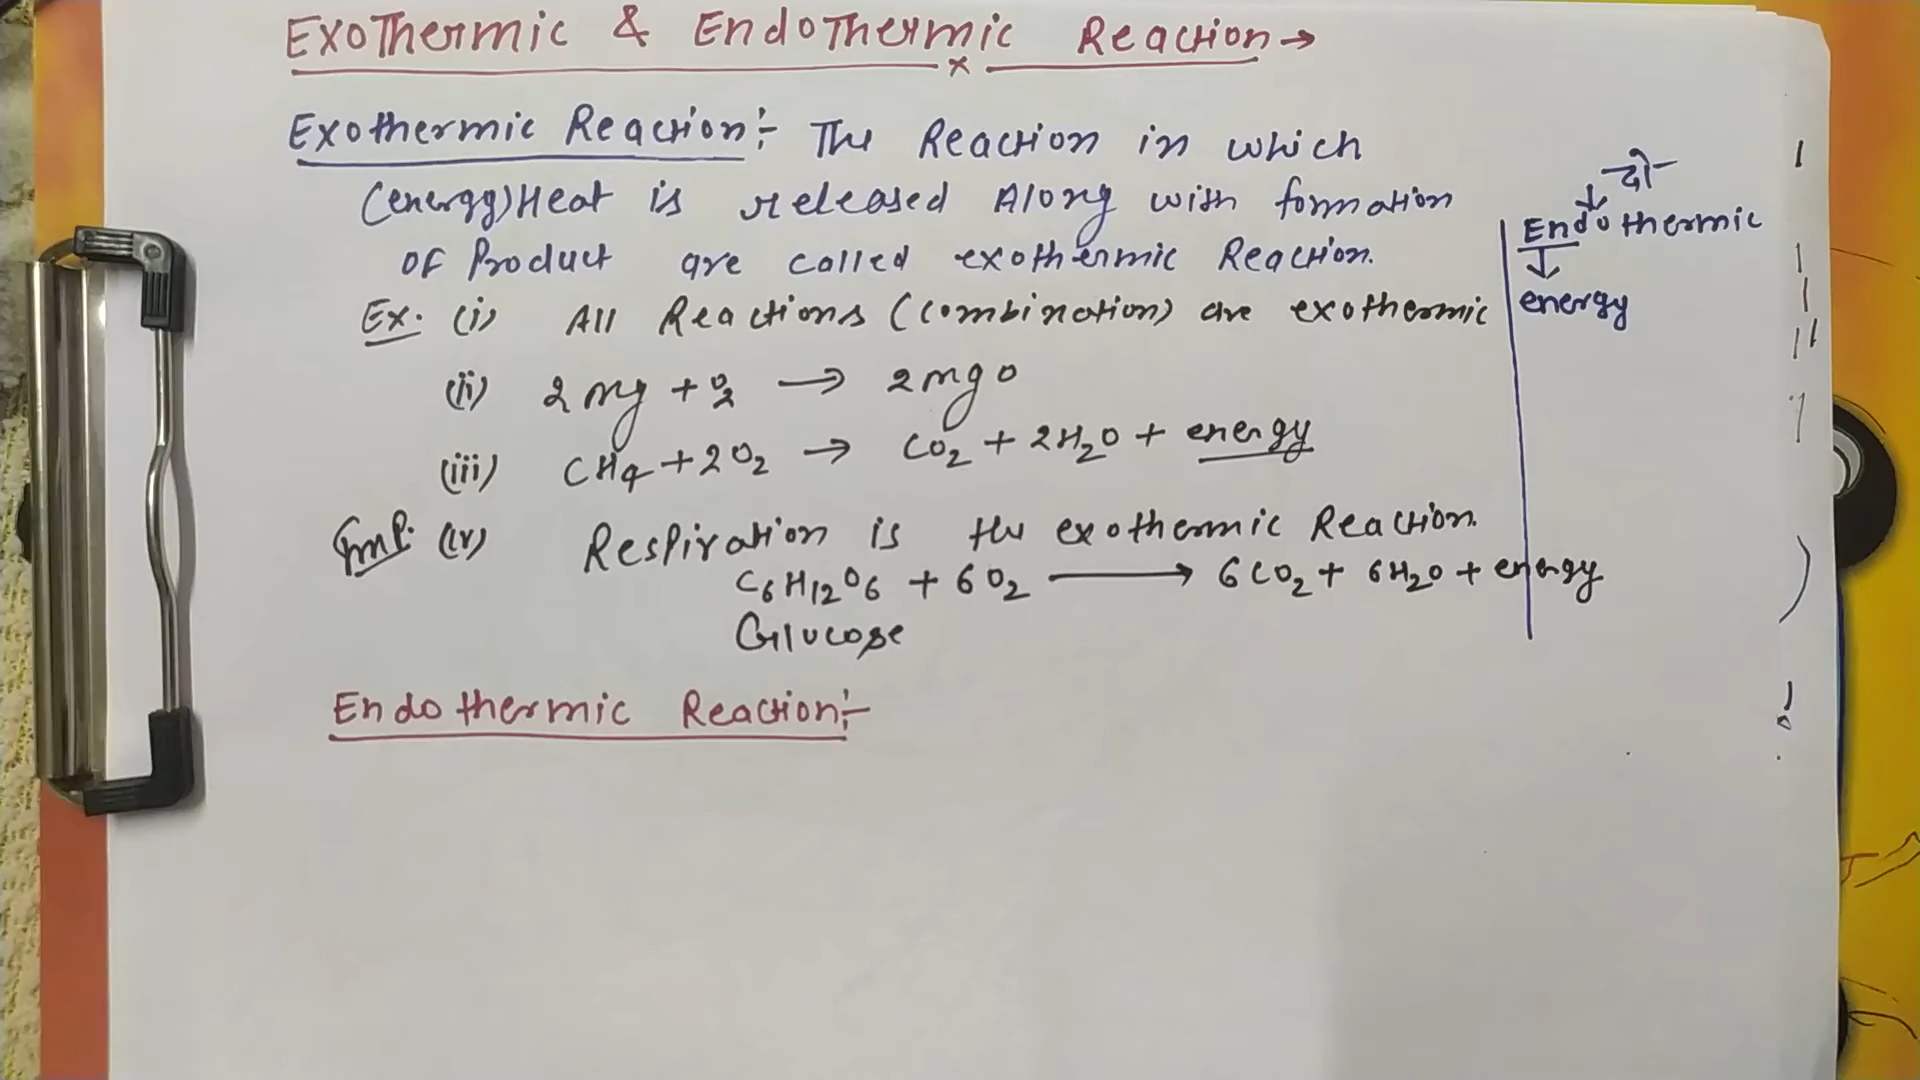 Exothermic & Endothermic Reaction→
Exothermic Reaction:- The Reaction in which
(energy) Heat is released Along with formation
of Product are called exothermic Reaction.
Ex. (i) All Reactions (combination) are exothermic
(ii) 2Mg + O₂ → 2MgO
(iii) CH₄ + 2O₂ → CO₂ + 2H₂O + energy
Imp. (iv) Respiration is the exothermic Reaction.
C₆H₁₂O₆ + 6O₂ → 6CO₂ + 6H₂O + energy
Glucose
Endothermic Reaction:-
दो
↓
Endothermic
↓
energy